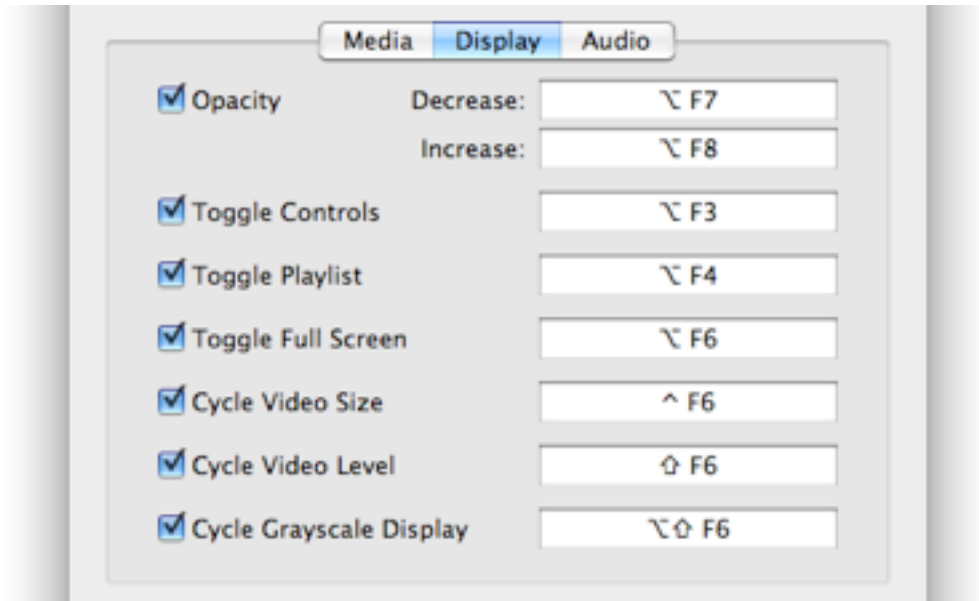 Media Display Audio
Opacity Decrease: ⌥ F7
Increase: ⌥ F8
Toggle Controls ⌥ F3
Toggle Playlist ⌥ F4
Toggle Full Screen ⌥ F6
Cycle Video Size ^ F6
Cycle Video Level ⇧ F6
Cycle Grayscale Display ⌥⇧ F6